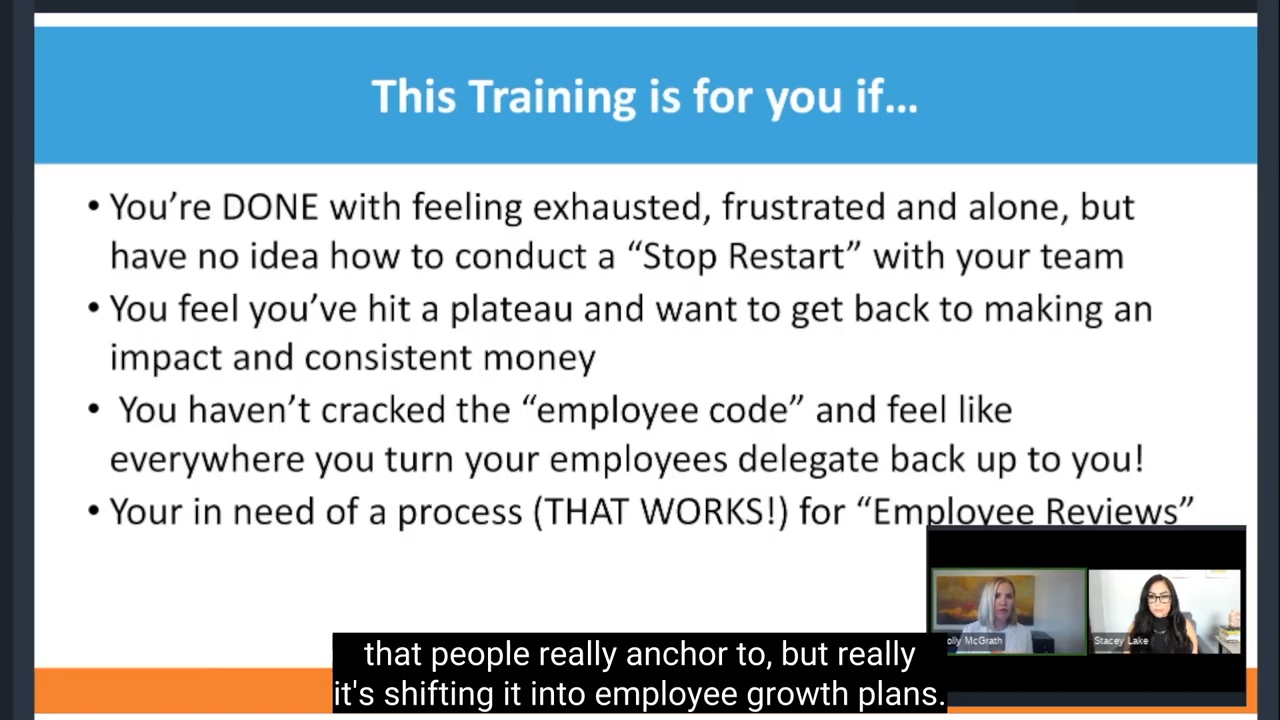 This Training is for you if...
• You're DONE with feeling exhausted, frustrated and alone, but
have no idea how to conduct a “Stop Restart” with your team
• You feel you've hit a plateau and want to get back to making an
impact and consistent money
• You haven't cracked the “employee code” and feel like
everywhere you turn your employees delegate back up to you!
• Your in need of a process (THAT WORKS!) for “Employee Reviews”
olly McGrath
Stacey Lake
that people really anchor to, but really
it's shifting it into employee growth plans.